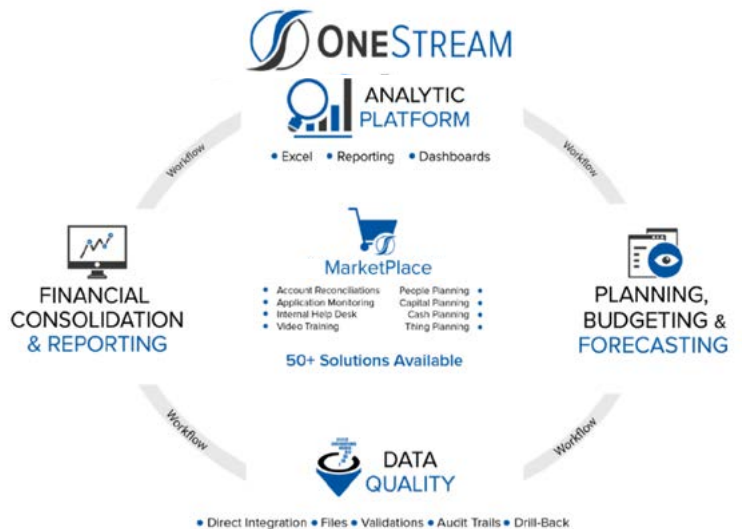 ONESTREAM
ANALYTIC
PLATFORM
• Excel • Reporting • Dashboards
Workflow
Workflow
MarketPlace
• Account Reconciliations People Planning •
• Application Monitoring Capital Planning •
• Internal Help Desk Cash Planning •
• Video Training Thing Planning •
50+ Solutions Available
FINANCIAL
CONSOLIDATION
& REPORTING
PLANNING,
BUDGETING &
FORECASTING
Workflow
Workflow
DATA
QUALITY
• Direct Integration • Files • Validations • Audit Trails • Drill-Back